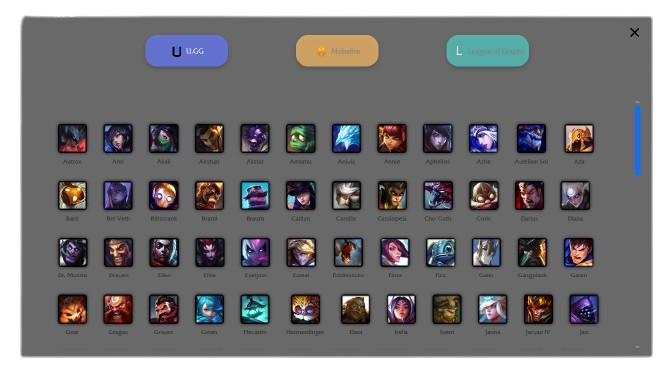 U U.GG
Mobafire
L League of Graphs
Aatrox Ahri Akali Akshan Alistar Amumu Anivia Annie Aphelios Ashe Aurelion Sol Azir
Bard Bel'Veth Blitzcrank Brand Braum Caitlyn Camille Cassiopeia Cho'Gath Corki Darius Diana
Dr. Mundo Draven Ekko Elise Evelynn Ezreal Fiddlesticks Fiora Fizz Galio Gangplank Garen
Gnar Gragas Graves Gwen Hecarim Heimerdinger Illaoi Irelia Ivern Janna Jarvan IV Jax